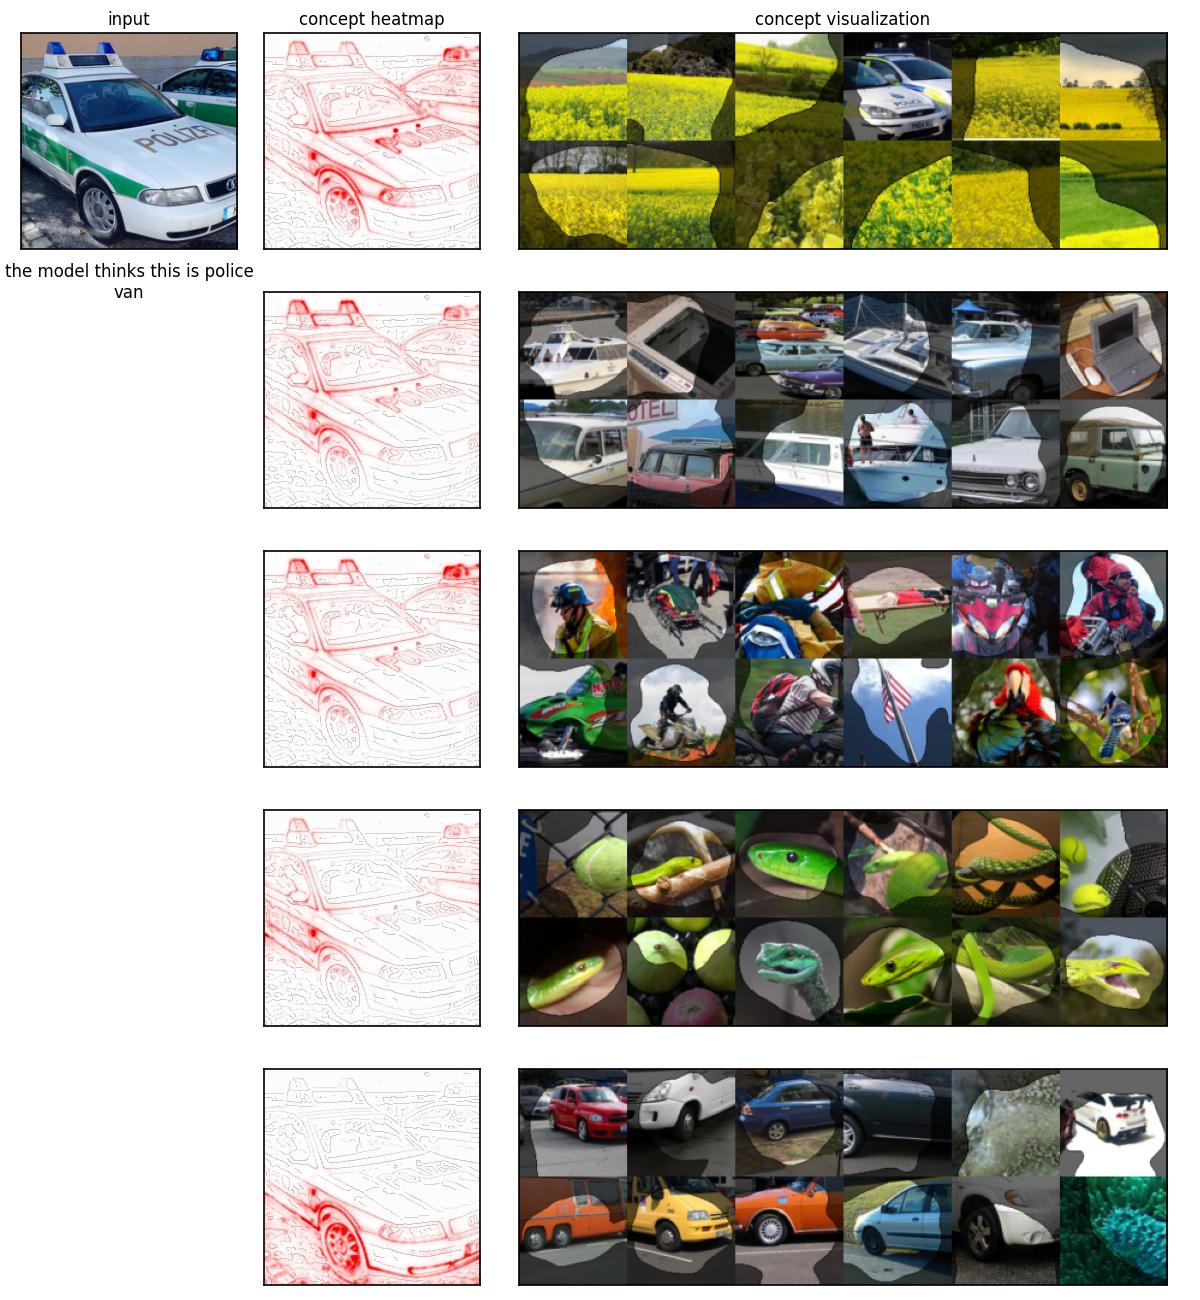 input
concept heatmap
concept visualization
POLIZEI
POLICE
the model thinks this is police
van
OTEL